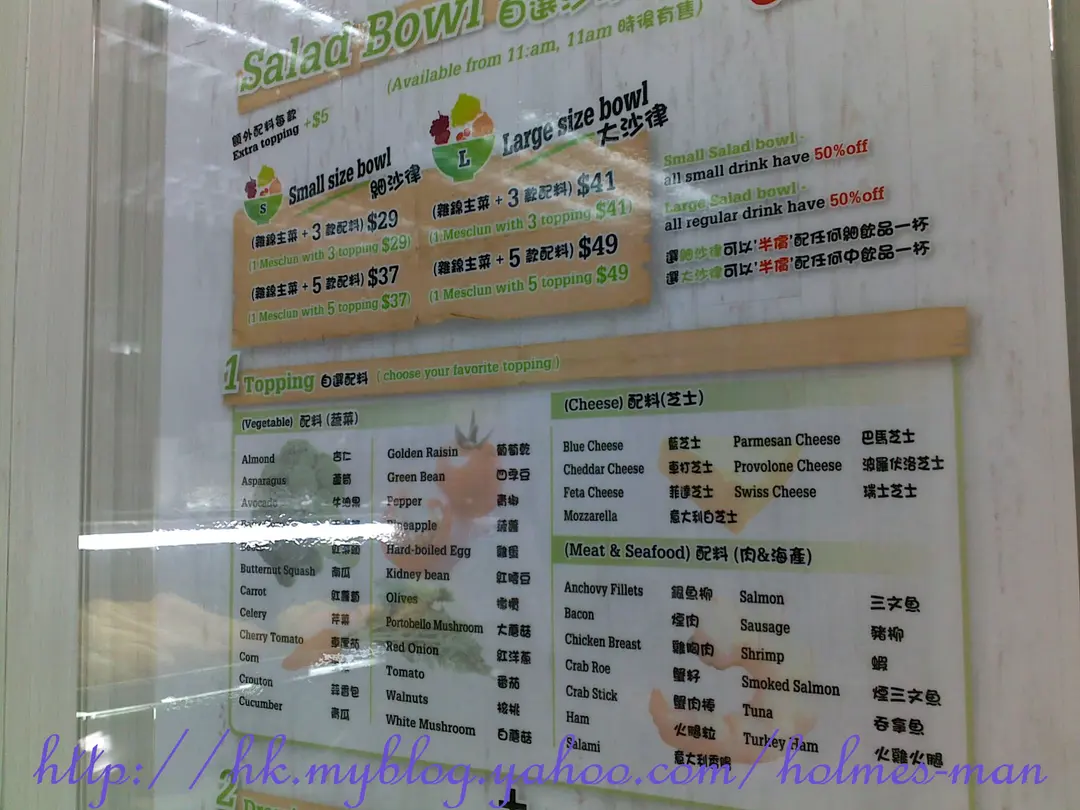 Salad Bowl 自選沙
(Available from 11:am, 11am 時後有售)
額外配料每款
Extra topping +$5
S
Small size bowl
細沙律
(雜錦主菜 + 3 款配料) $29
(1 Mesclun with 3 topping $29)
(雜錦主菜 + 5 款配料) $37
(1 Mesclun with 5 topping $37)
L
Large size bowl
大沙律
(雜錦主菜 + 3 款配料) $41
(1 Mesclun with 3 topping $41)
(雜錦主菜 + 5 款配料) $49
(1 Mesclun with 5 topping $49
Small Salad bowl -
all small drink have 50%off
Large Salad bowl -
all regular drink have 50%off
選細沙律可以'半價'配任何細飲品一杯
選大沙律可以'半價'配任何中飲品一杯
1 Topping 自選配料 ( choose your favorite topping )
(Vegetable) 配料 (蔬菜)
Almond 杏仁
Asparagus 蘆筍
Avocado 牛油果
Butternut Squash 南瓜
Carrot 紅蘿蔔
Celery 芹菜
Cherry Tomato 車厘茄
Corn
Crouton 蒜香包
Cucumber 青瓜
Golden Raisin 葡萄乾
Green Bean 四季豆
Pepper 青椒
Pineapple 菠蘿
Hard-boiled Egg 雞蛋
Kidney bean 紅腰豆
Olives 橄欖
Portobello Mushroom 大蘑菇
Red Onion 紅洋蔥
Tomato 番茄
Walnuts 核桃
White Mushroom 白蘑菇
(Cheese) 配料(芝士)
Blue Cheese 藍芝士 Parmesan Cheese 巴馬芝士
Cheddar Cheese 車打芝士 Provolone Cheese 波羅伏洛芝士
Feta Cheese 菲達芝士 Swiss Cheese 瑞士芝士
Mozzarella 意大利白芝士
(Meat & Seafood) 配料 (肉&海產)
Anchovy Fillets 鯷魚柳 Salmon 三文魚
Bacon 煙肉 Sausage 豬柳
Chicken Breast 雞胸肉 Shrimp 蝦
Crab Roe 蟹籽 Smoked Salmon 煙三文魚
Crab Stick 蟹肉棒 Tuna 吞拿魚
Ham 火腿粒 Turkey Ham 火雞火腿
Salami 意大利肉腸
2
http://hk.myblog.yahoo.com/holmes-man